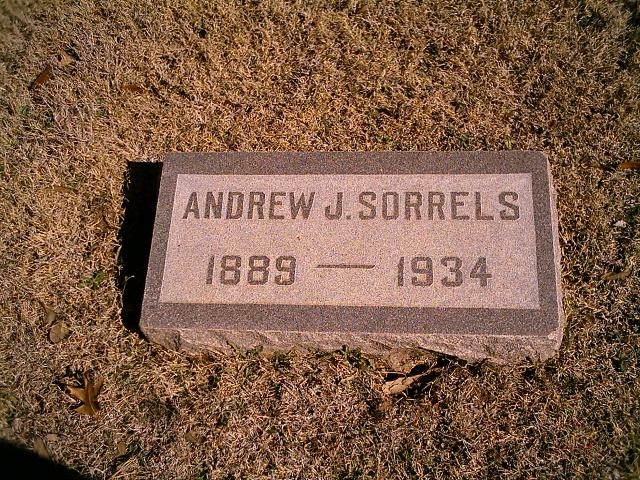 ANDREW J. SORRELS
1889 — 1934